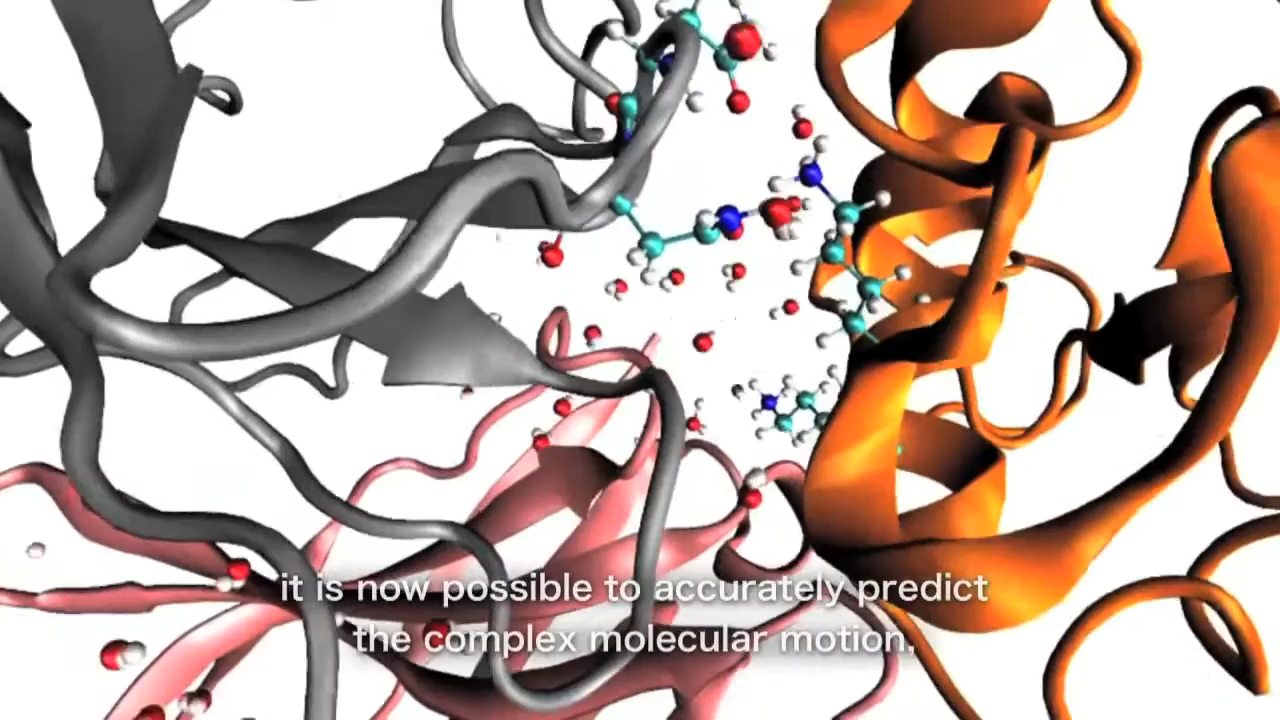 it is now possible to accurately predict
the complex molecular motion,